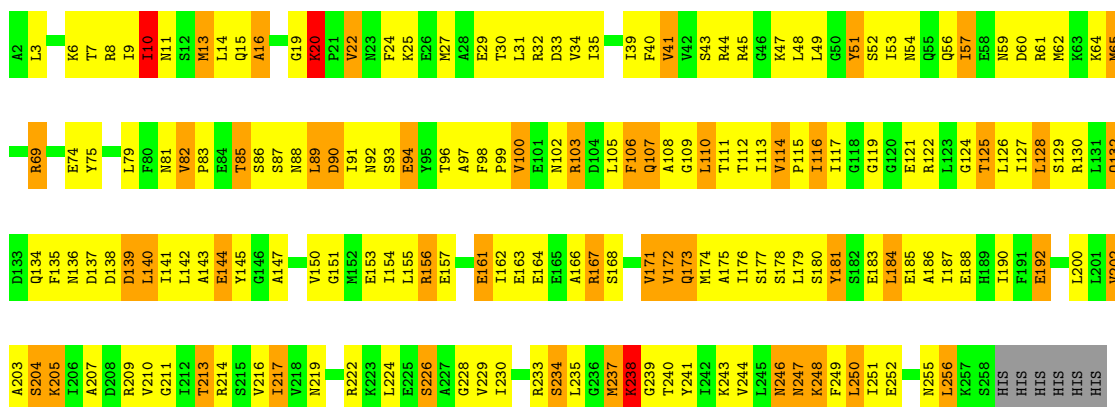 A2 L3 K6 T7 R8 I9 I10 N11 S12 M13 L14 Q15 A16 G19 K20 P21 V22 N23 F24 K25 E26 M27 A28 E29 T30 L31 R32 D33 V34 I35 I39 F40 V41 V42 S43 R44 R45 G46 K47 L48 L49 G50 Y51 S52 I53 N54 Q55 Q56 I57 E58 N59 D60 R61 M62 K63 K64 M65
R69 E74 Y75 L79 F80 N81 V82 P83 E84 T85 S86 S87 N88 L89 D90 I91 N92 S93 E94 Y95 T96 A97 F98 P99 V100 E101 N102 R103 D104 L105 F106 Q107 A108 G109 L110 T111 T112 I113 V114 P115 I116 I117 G118 G119 G120 E121 R122 L123 G124 T125 L126 I127 L128 S129 R130 L131
D133 Q134 F135 N136 D137 D138 D139 L140 I141 L142 A143 E144 Y145 G146 A147 V150 G151 M152 E153 I154 L155 R156 E157 E161 I162 E163 E164 E165 A166 R167 S168 V171 V172 Q173 M174 A175 I176 S177 S178 L179 S180 Y181 S182 E183 L184 E185 A186 I187 E188 H189 I190 F191 E192 L200 L201
A203 S204 K205 I206 A207 D208 R209 V210 G211 I212 T213 R214 S215 V216 I217 V218 N219 R222 K223 L224 E225 S226 A227 G228 V229 I230 R233 S234 L235 G236 M237 K238 G239 T240 Y241 I242 K243 V244 L245 N246 N247 K248 F249 L250 I251 E252 N255 L256 K257 S258 HIS HIS HIS HIS HIS HIS